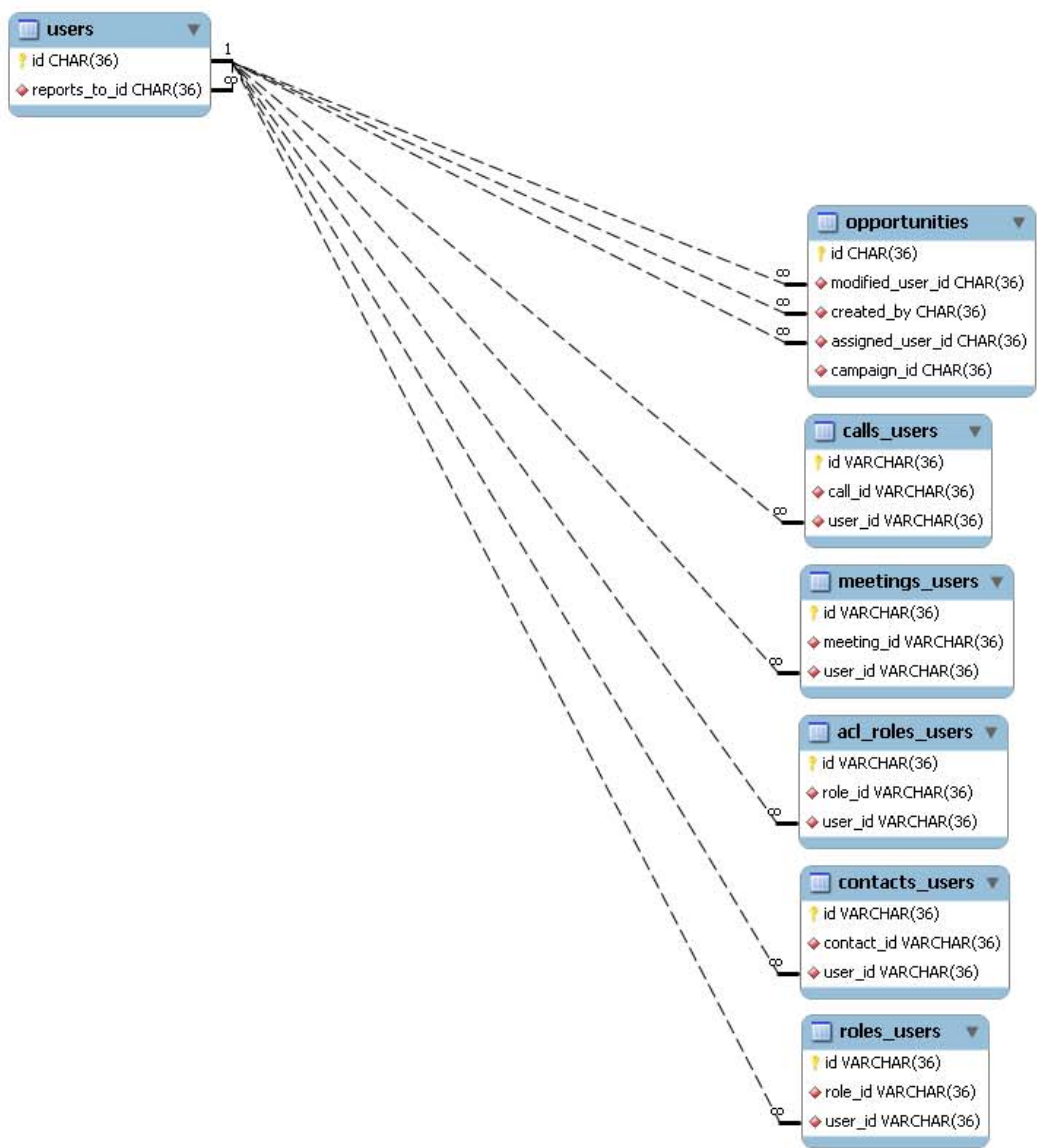 users
id CHAR(36)
reports_to_id CHAR(36)
1
∞
opportunities
id CHAR(36)
∞
modified_user_id CHAR(36)
∞
created_by CHAR(36)
∞
assigned_user_id CHAR(36)
campaign_id CHAR(36)
calls_users
id VARCHAR(36)
call_id VARCHAR(36)
∞
user_id VARCHAR(36)
meetings_users
id VARCHAR(36)
meeting_id VARCHAR(36)
∞
user_id VARCHAR(36)
acl_roles_users
id VARCHAR(36)
role_id VARCHAR(36)
∞
user_id VARCHAR(36)
contacts_users
id VARCHAR(36)
contact_id VARCHAR(36)
∞
user_id VARCHAR(36)
roles_users
id VARCHAR(36)
role_id VARCHAR(36)
∞
user_id VARCHAR(36)